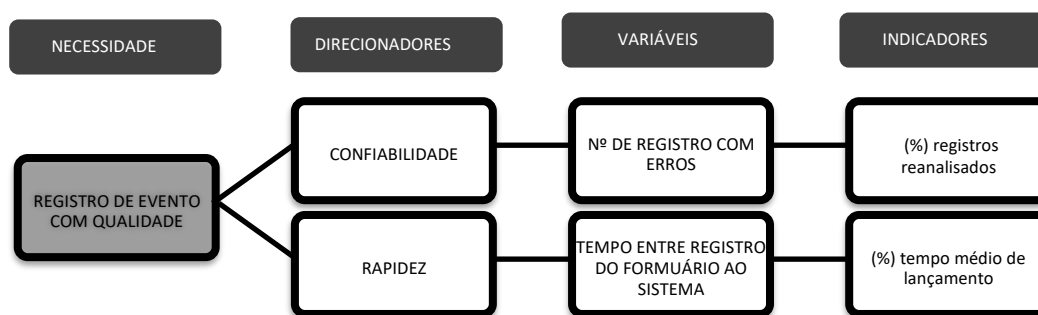 NECESSIDADE
DIRECIONADORES
VARIÁVEIS
INDICADORES
REGISTRO DE EVENTO
COM QUALIDADE
CONFIABILIDADE
Nº DE REGISTRO COM
ERROS
(%) registros
reanalisados
RAPIDEZ
TEMPO ENTRE REGISTRO
DO FORMUÁRIO AO
SISTEMA
(%) tempo médio de
lançamento